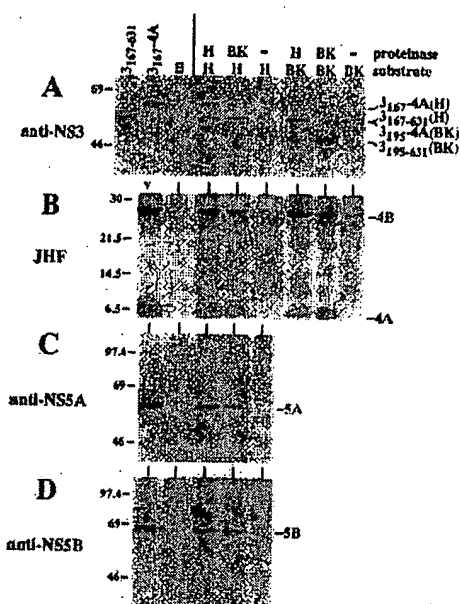 3167-631
3167-4A
m
H BK - H BK - proteinase
H H H BK BK BK substrate
A
anti-NS3
69-
44-
3167-4A(H)
3167-631(H)
3195-4A(BK)
3195-631(BK)
B
JHF
v
30-
21.5-
14.5-
6.5-
-4B
-4A
C
anti-NS5A
97.4-
69-
46-
-5A
D
anti-NS5B
97.4-
69-
46-
-5B